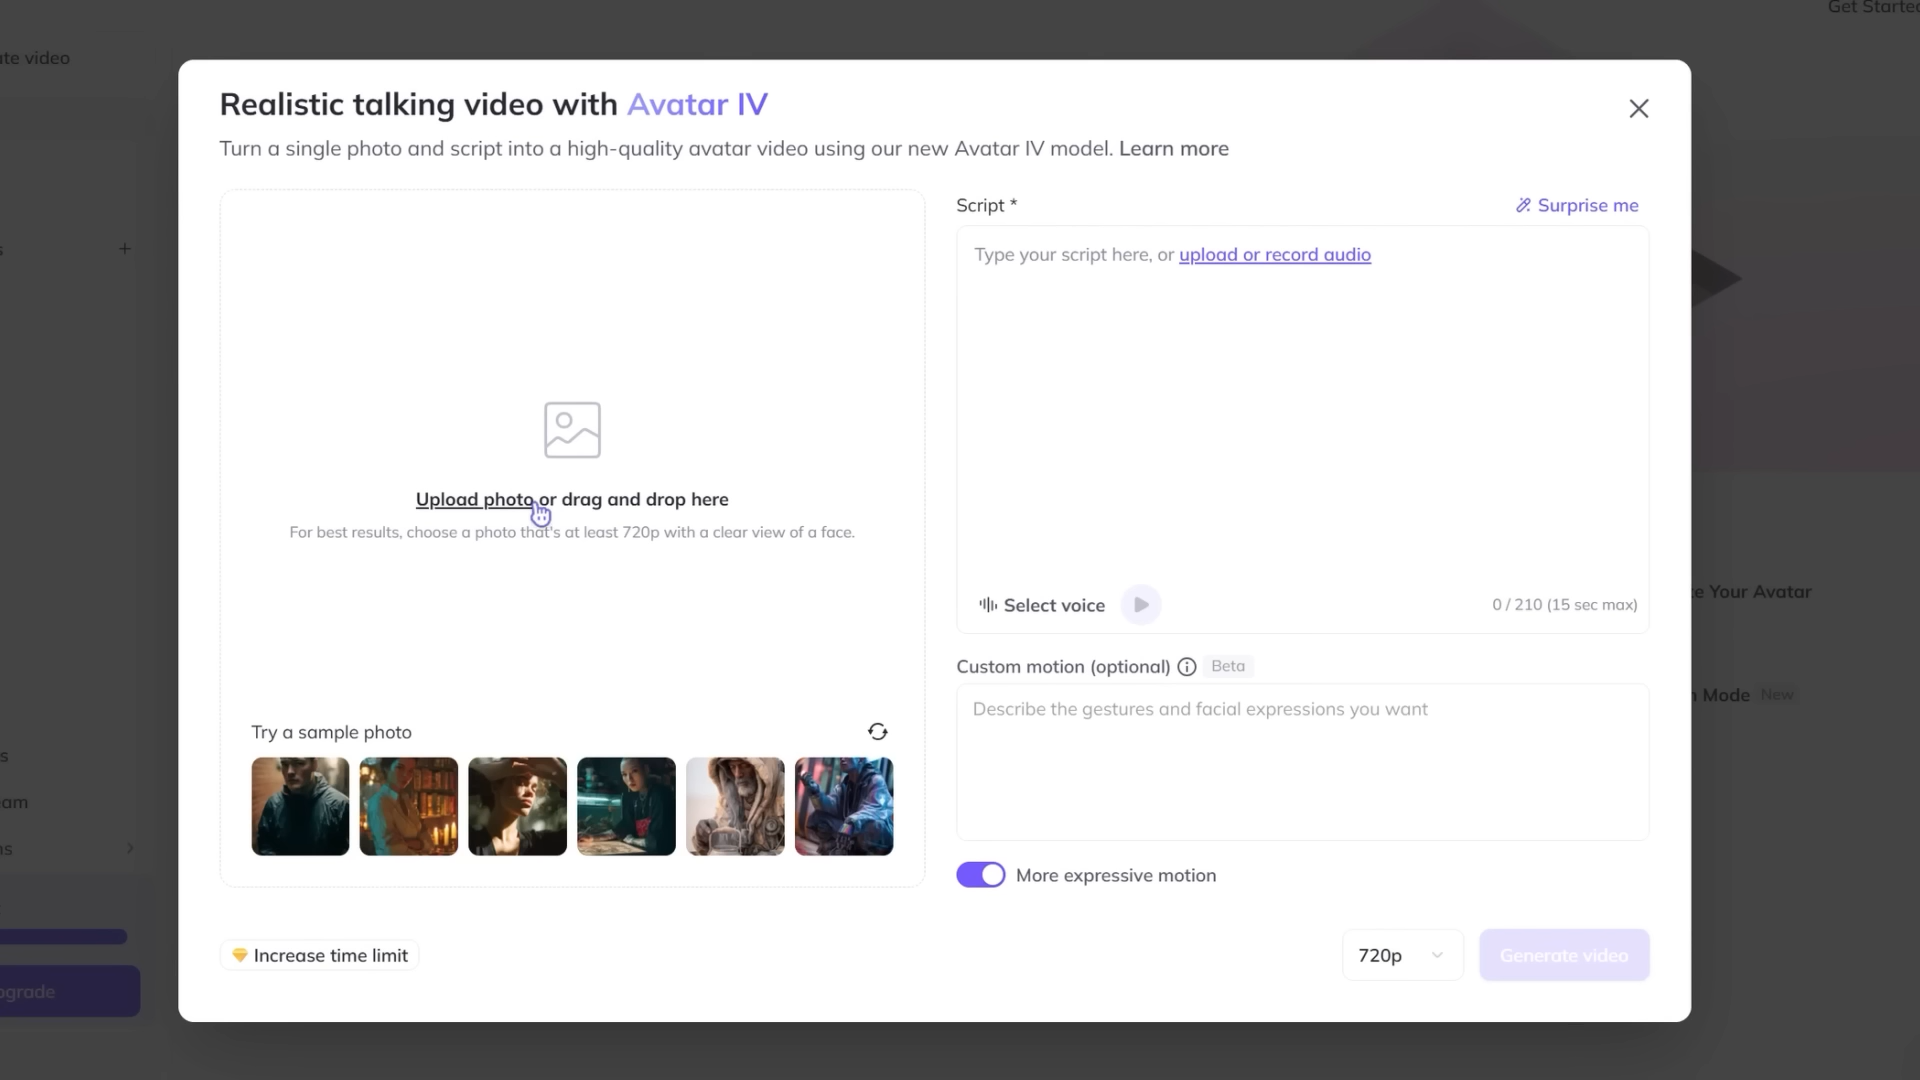 Get Started
te video
Realistic talking video with Avatar IV
Turn a single photo and script into a high-quality avatar video using our new Avatar IV model. Learn more
Script *
Surprise me
Type your script here, or upload or record audio
s
+
Upload photo or drag and drop here
For best results, choose a photo that's at least 720p with a clear view of a face.
Select voice
0 / 210 (15 sec max)
e Your Avatar
Custom motion (optional)
Beta
Describe the gestures and facial expressions you want
n Mode New
Try a sample photo
s
am
ns
More expressive motion
Increase time limit
720p
Generate video
pgrade